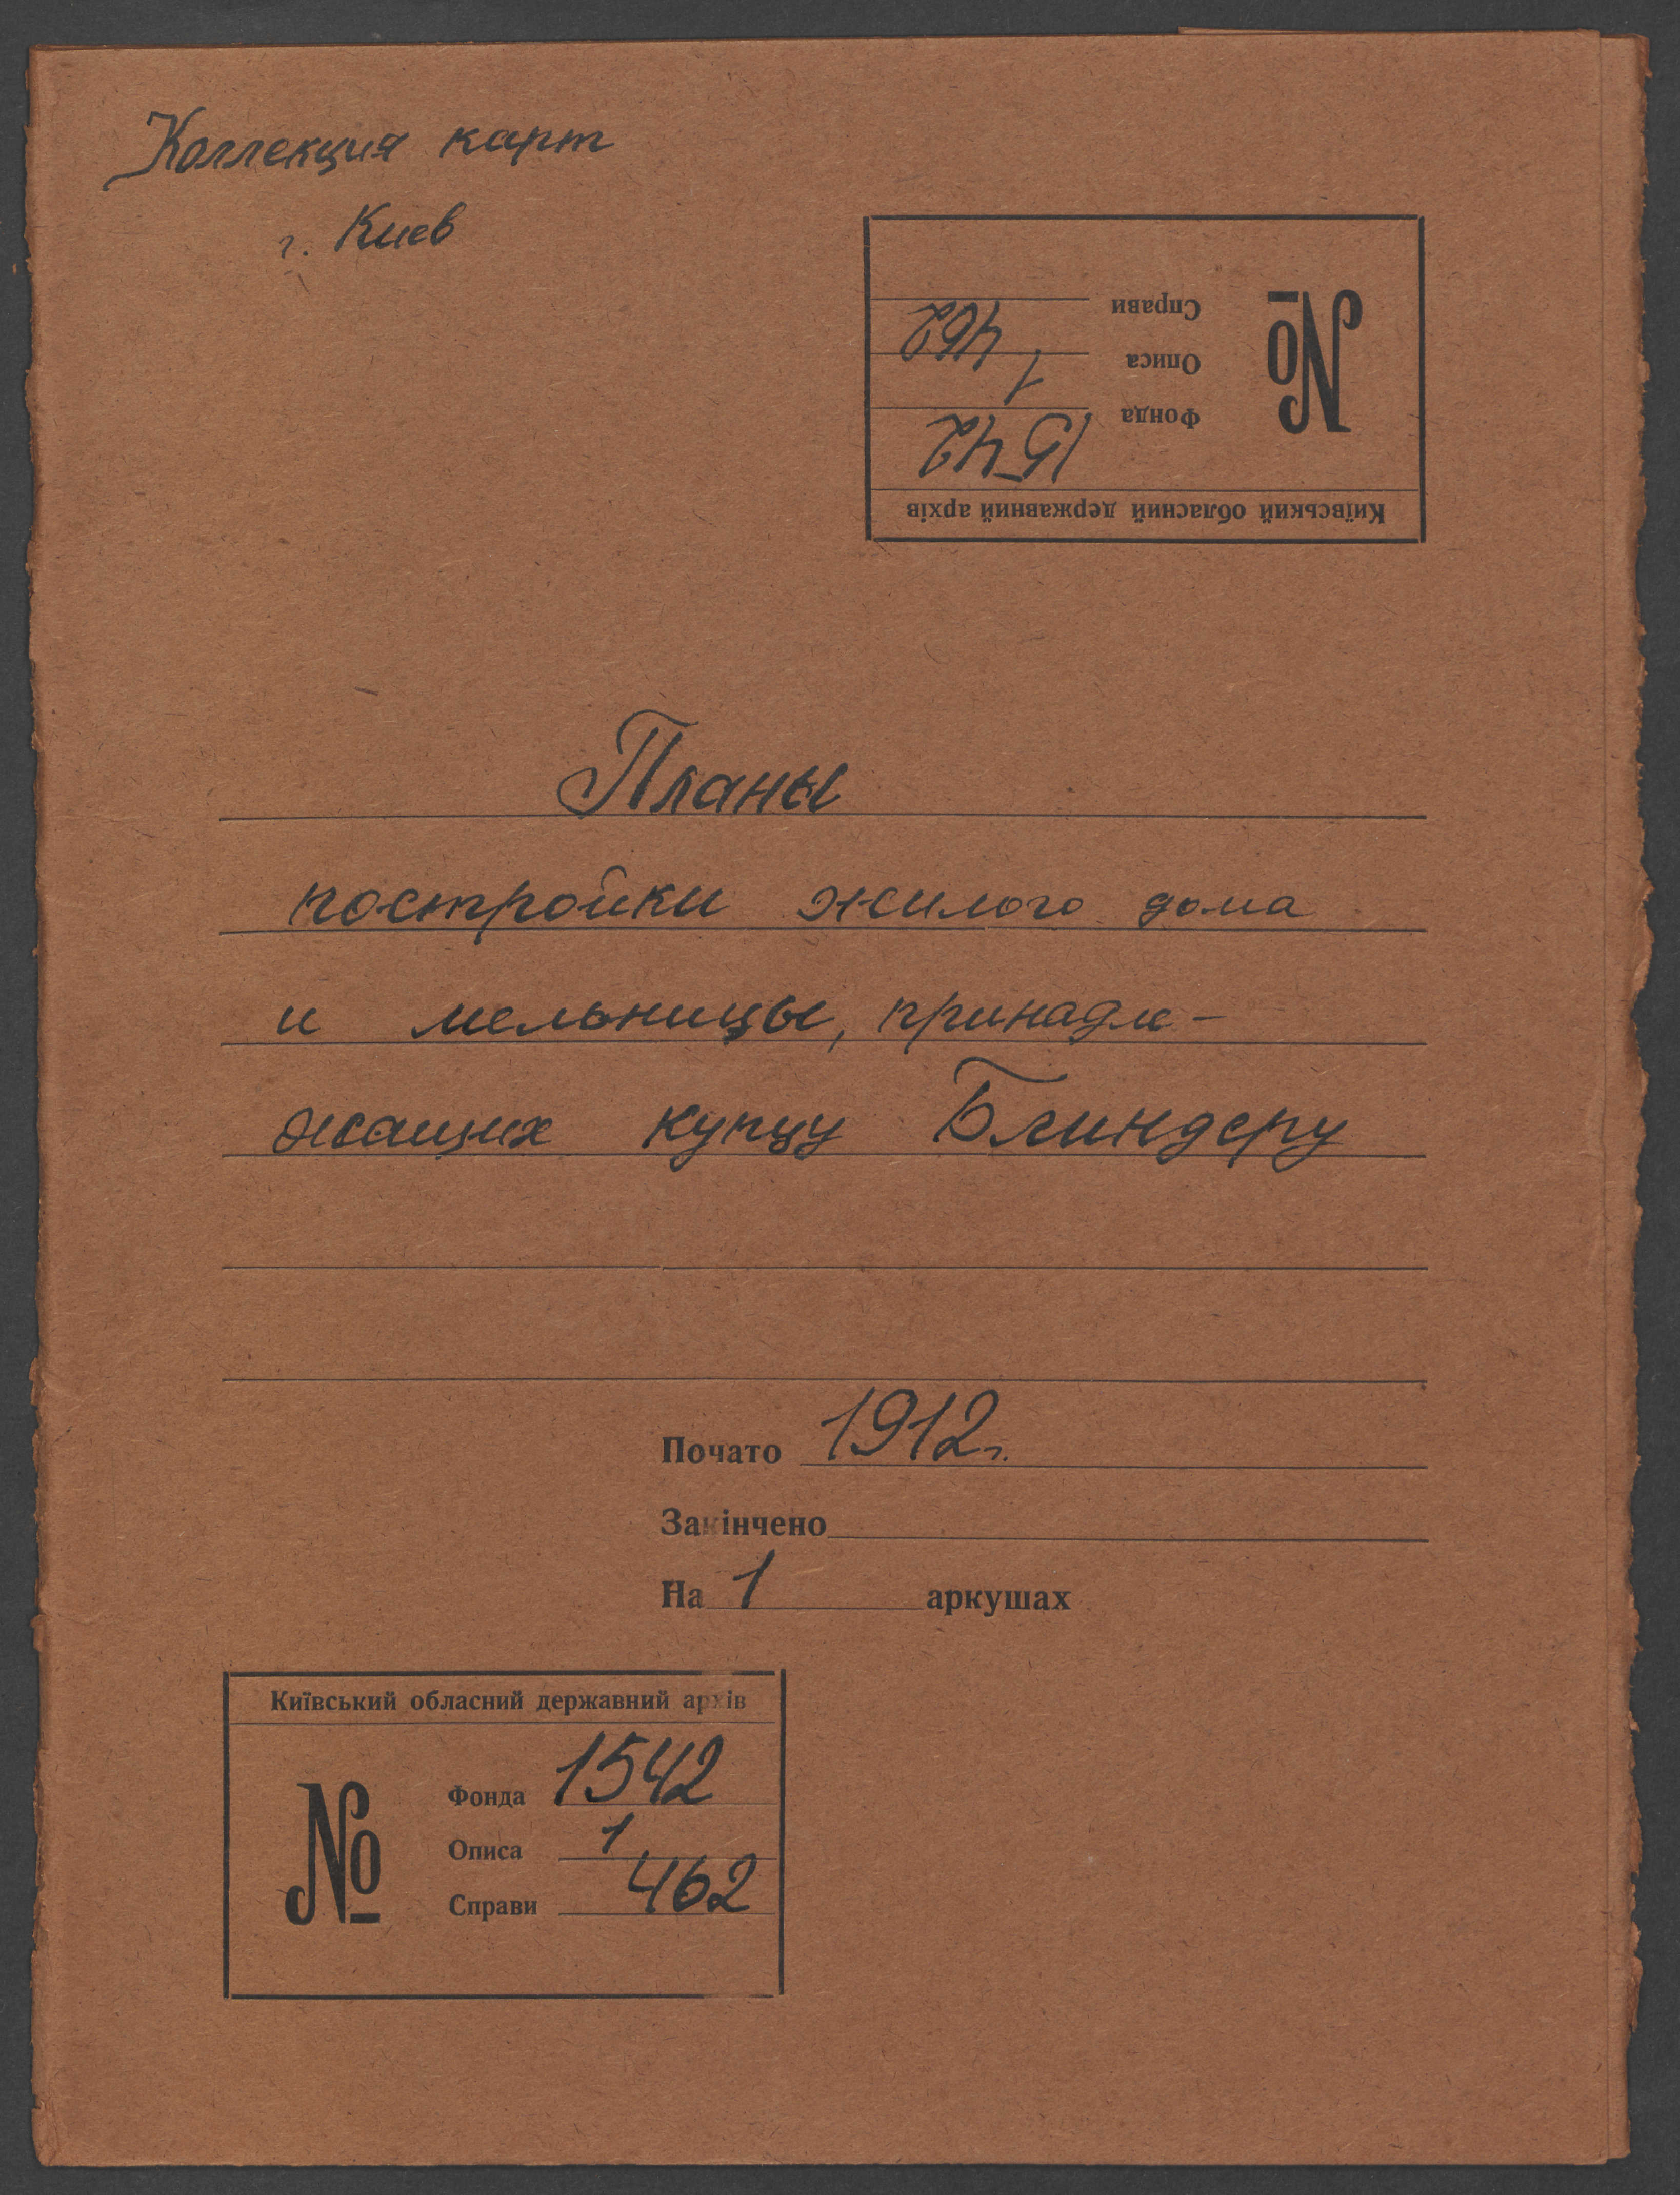 Коллекция карт
г. Киев
Київський обласний державний архів
№
Фонда 1542
Описа 1
Справи 462
Планы
постройки жилого дома
и мельницы, принадле-
жащих купцу Блиндеру
Почато 1912 г.
Закінчено
На 1 аркушах
Київський обласний державний архів
№
Фонда 1542
Описа 1
Справи 462